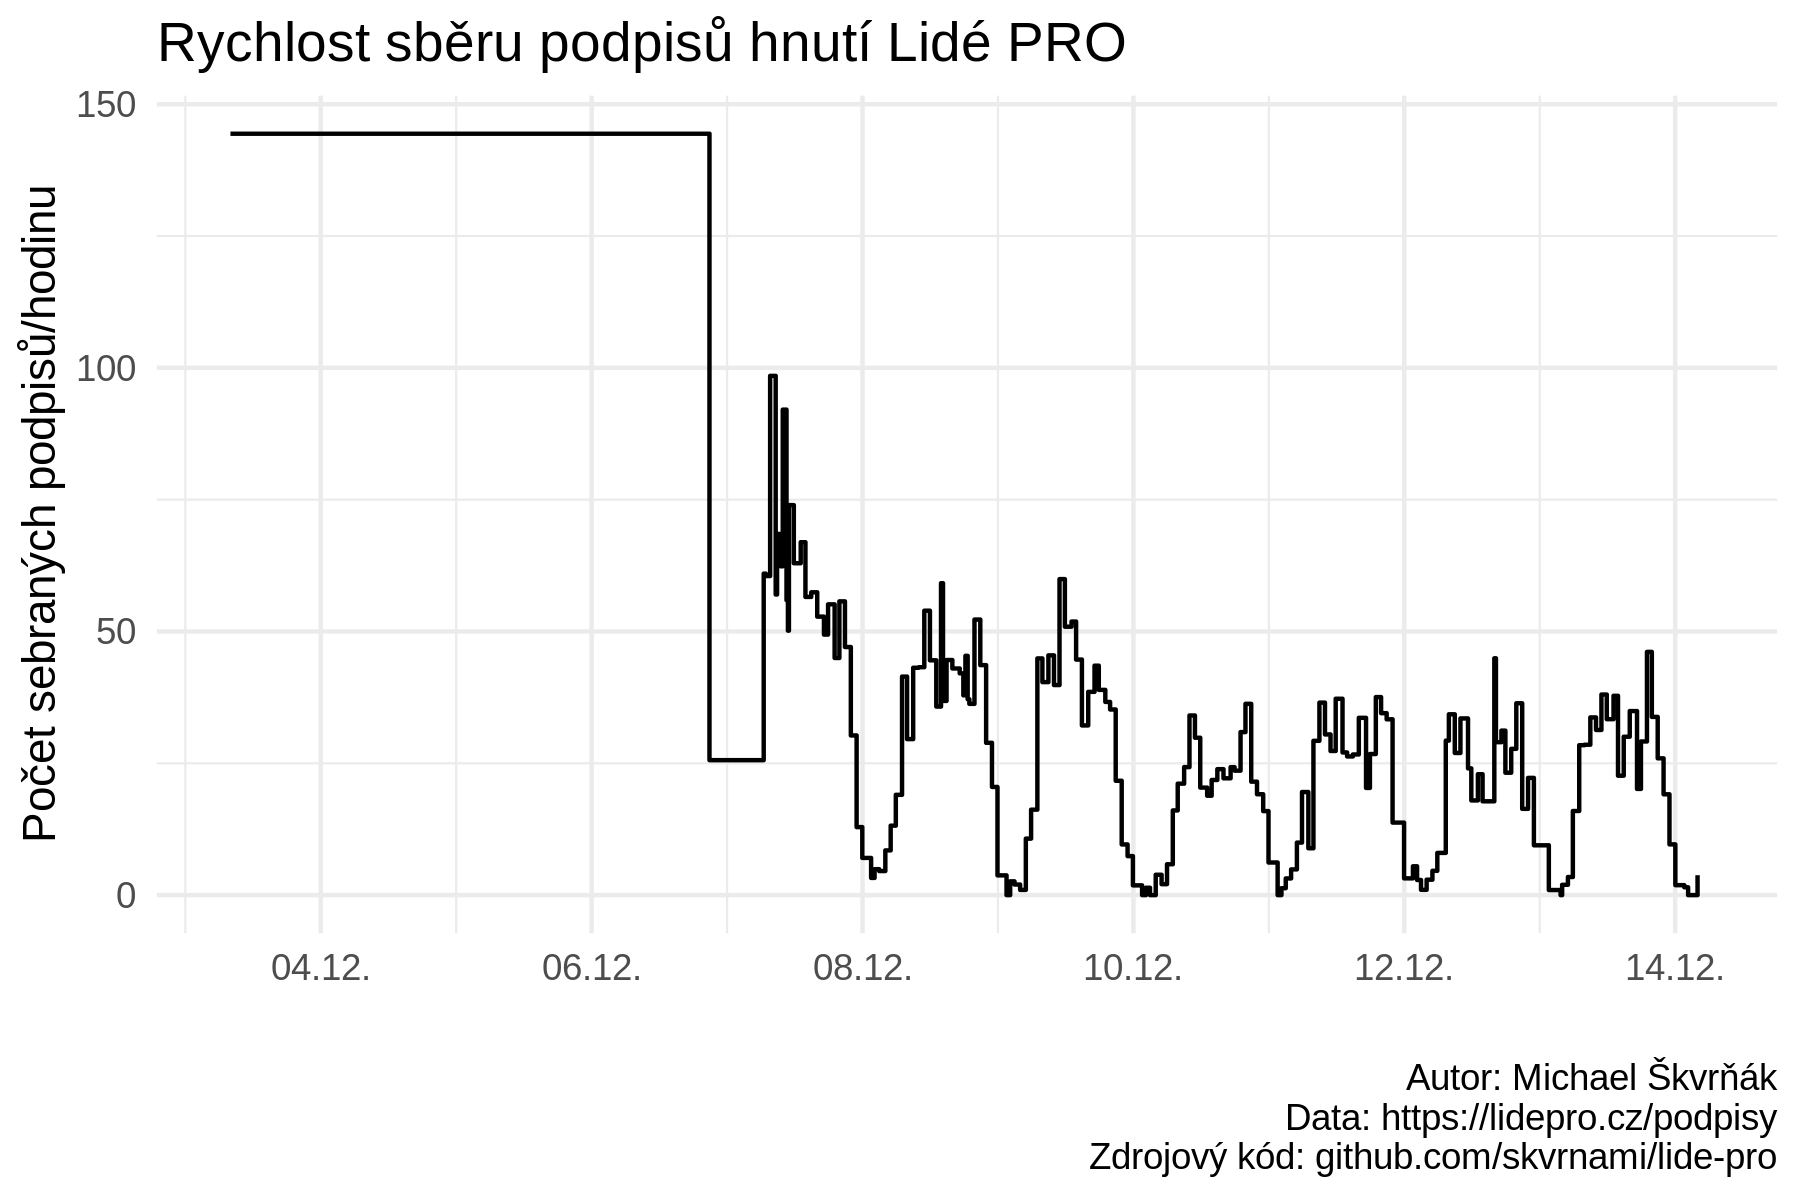 Rychlost sběru podpisů hnutí Lidé PRO
Počet sebraných podpisů/hodinu
150
100
50
0
04.12.
06.12.
08.12.
10.12.
12.12.
14.12.
Autor: Michael Škvrňák
Data: https://lidepro.cz/podpisy
Zdrojový kód: github.com/skvrnami/lide-pro